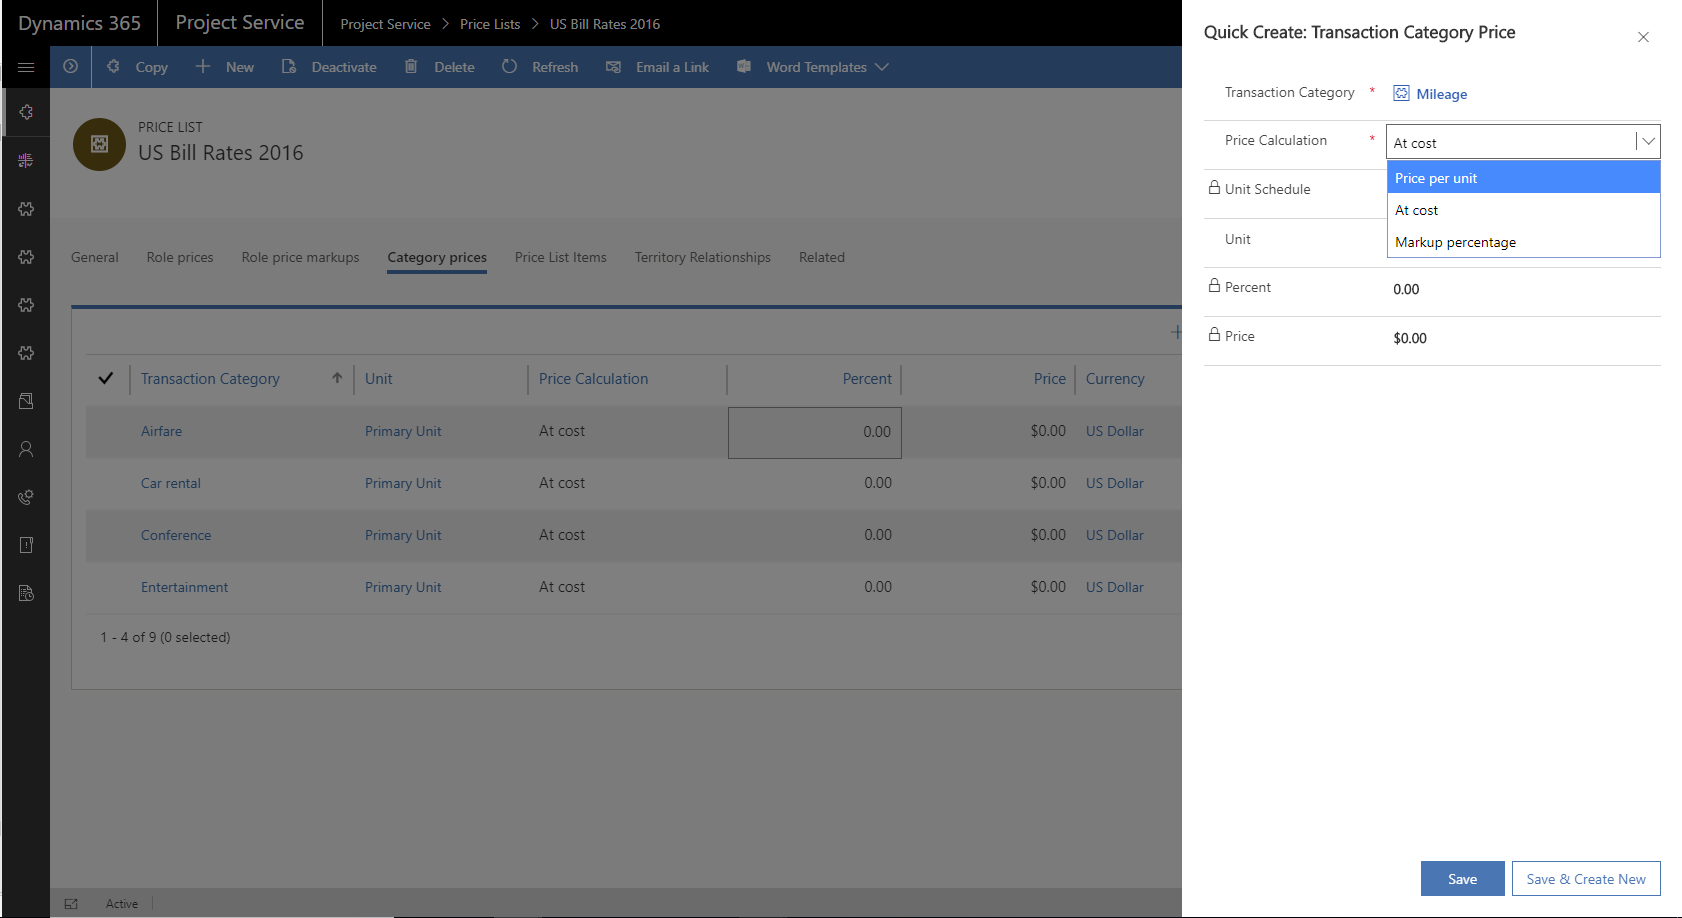 Dynamics 365
Project Service
Project Service > Price Lists > US Bill Rates 2016
Copy
New
Deactivate
Delete
Refresh
Email a Link
Word Templates
PRICE LIST
US Bill Rates 2016
General
Role prices
Role price markups
Category prices
Price List Items
Territory Relationships
Related
Transaction Category Unit Price Calculation Percent Price Currency
Airfare Primary Unit At cost 0.00 $0.00 US Dollar
Car rental Primary Unit At cost 0.00 $0.00 US Dollar
Conference Primary Unit At cost 0.00 $0.00 US Dollar
Entertainment Primary Unit At cost 0.00 $0.00 US Dollar
1 - 4 of 9 (0 selected)
Active
Quick Create: Transaction Category Price
Transaction Category * Mileage
Price Calculation * At cost
Price per unit
At cost
Markup percentage
Unit Schedule
Unit
Percent 0.00
Price $0.00
Save
Save & Create New